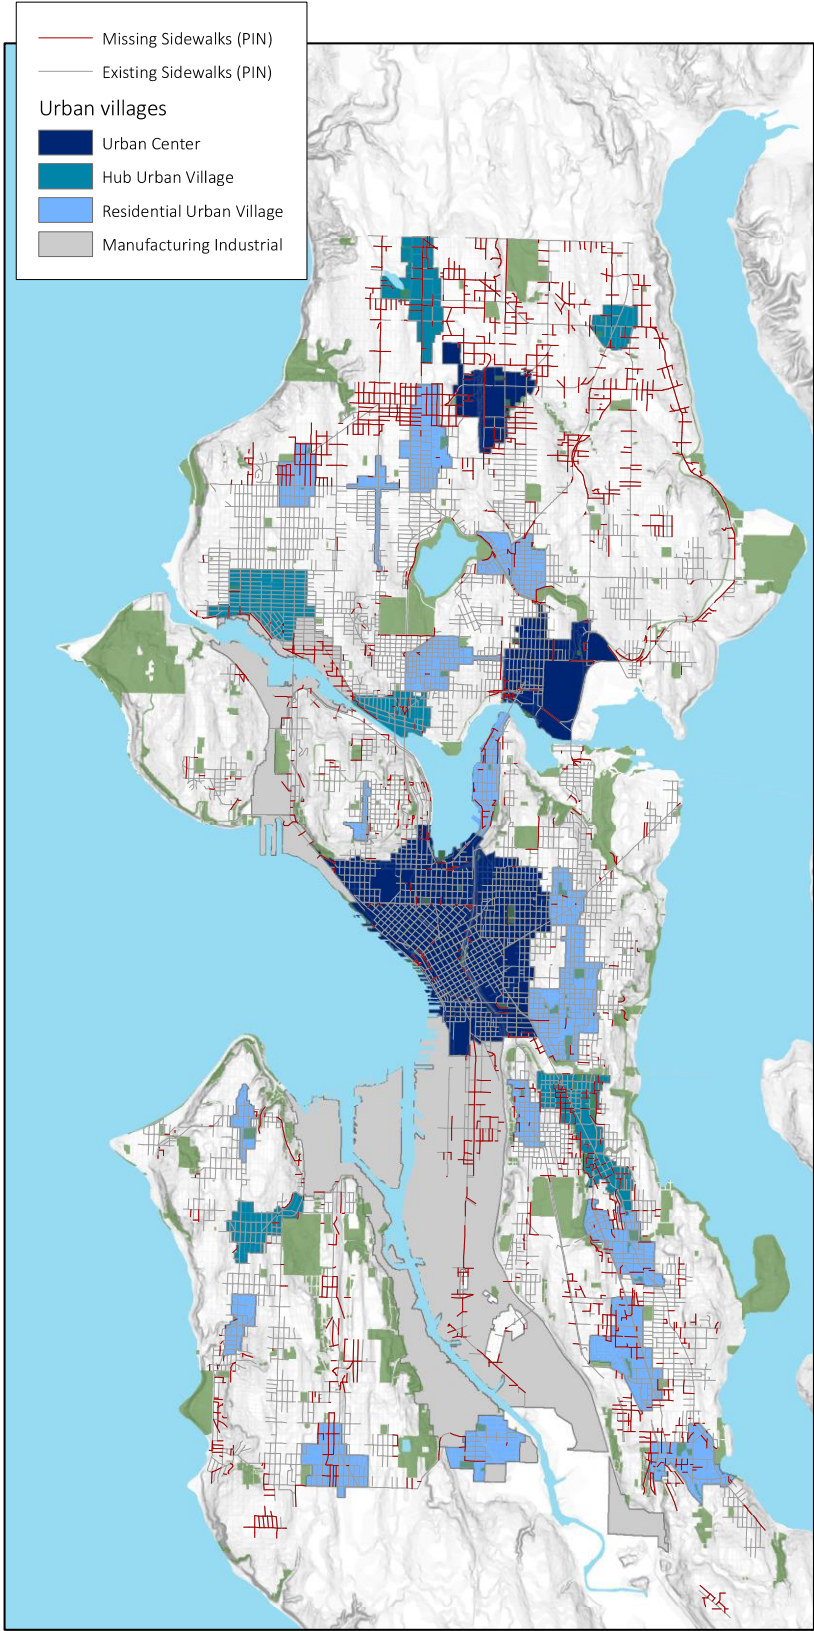 Missing Sidewalks (PIN)
Existing Sidewalks (PIN)
Urban villages
Urban Center
Hub Urban Village
Residential Urban Village
Manufacturing Industrial